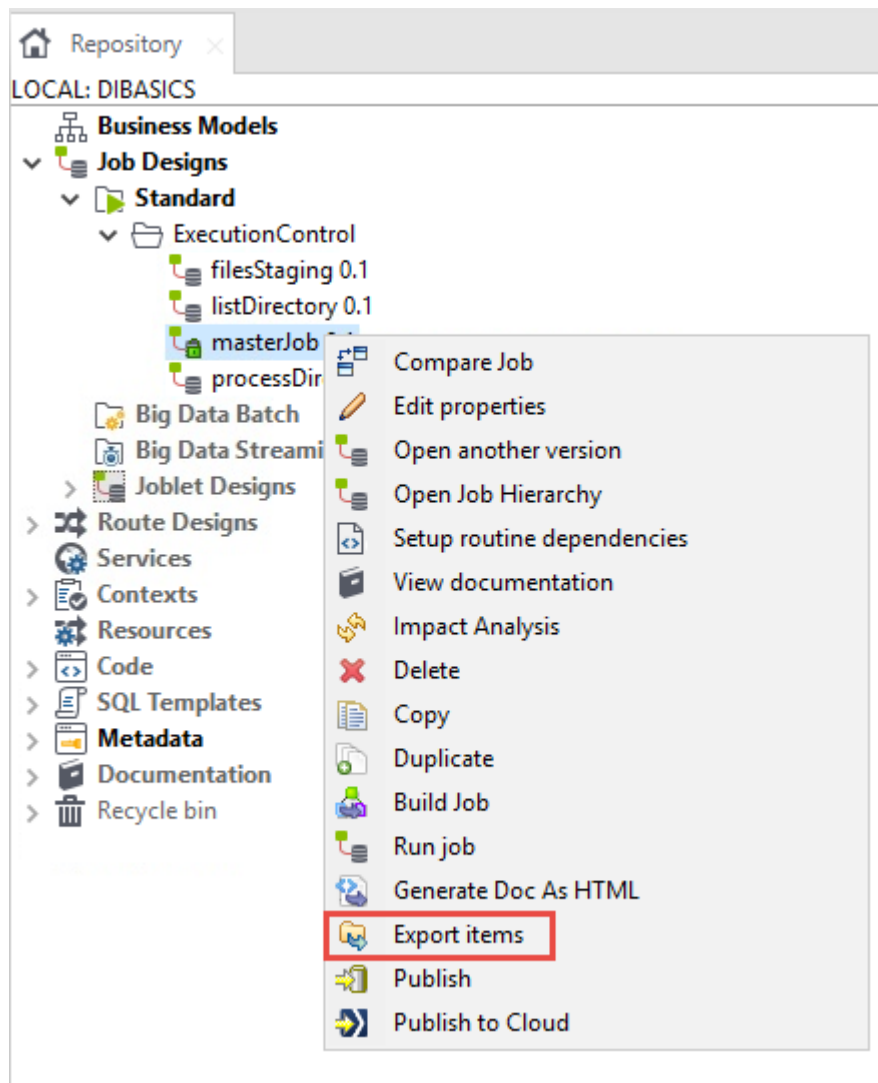 Repository
LOCAL: DIBASICS
Business Models
Job Designs
Standard
ExecutionControl
filesStaging 0.1
listDirectory 0.1
masterJob
processDir
Big Data Batch
Big Data Streami
Joblet Designs
Route Designs
Services
Contexts
Resources
Code
SQL Templates
Metadata
Documentation
Recycle bin
Compare Job
Edit properties
Open another version
Open Job Hierarchy
Setup routine dependencies
View documentation
Impact Analysis
Delete
Copy
Duplicate
Build Job
Run job
Generate Doc As HTML
Export items
Publish
Publish to Cloud